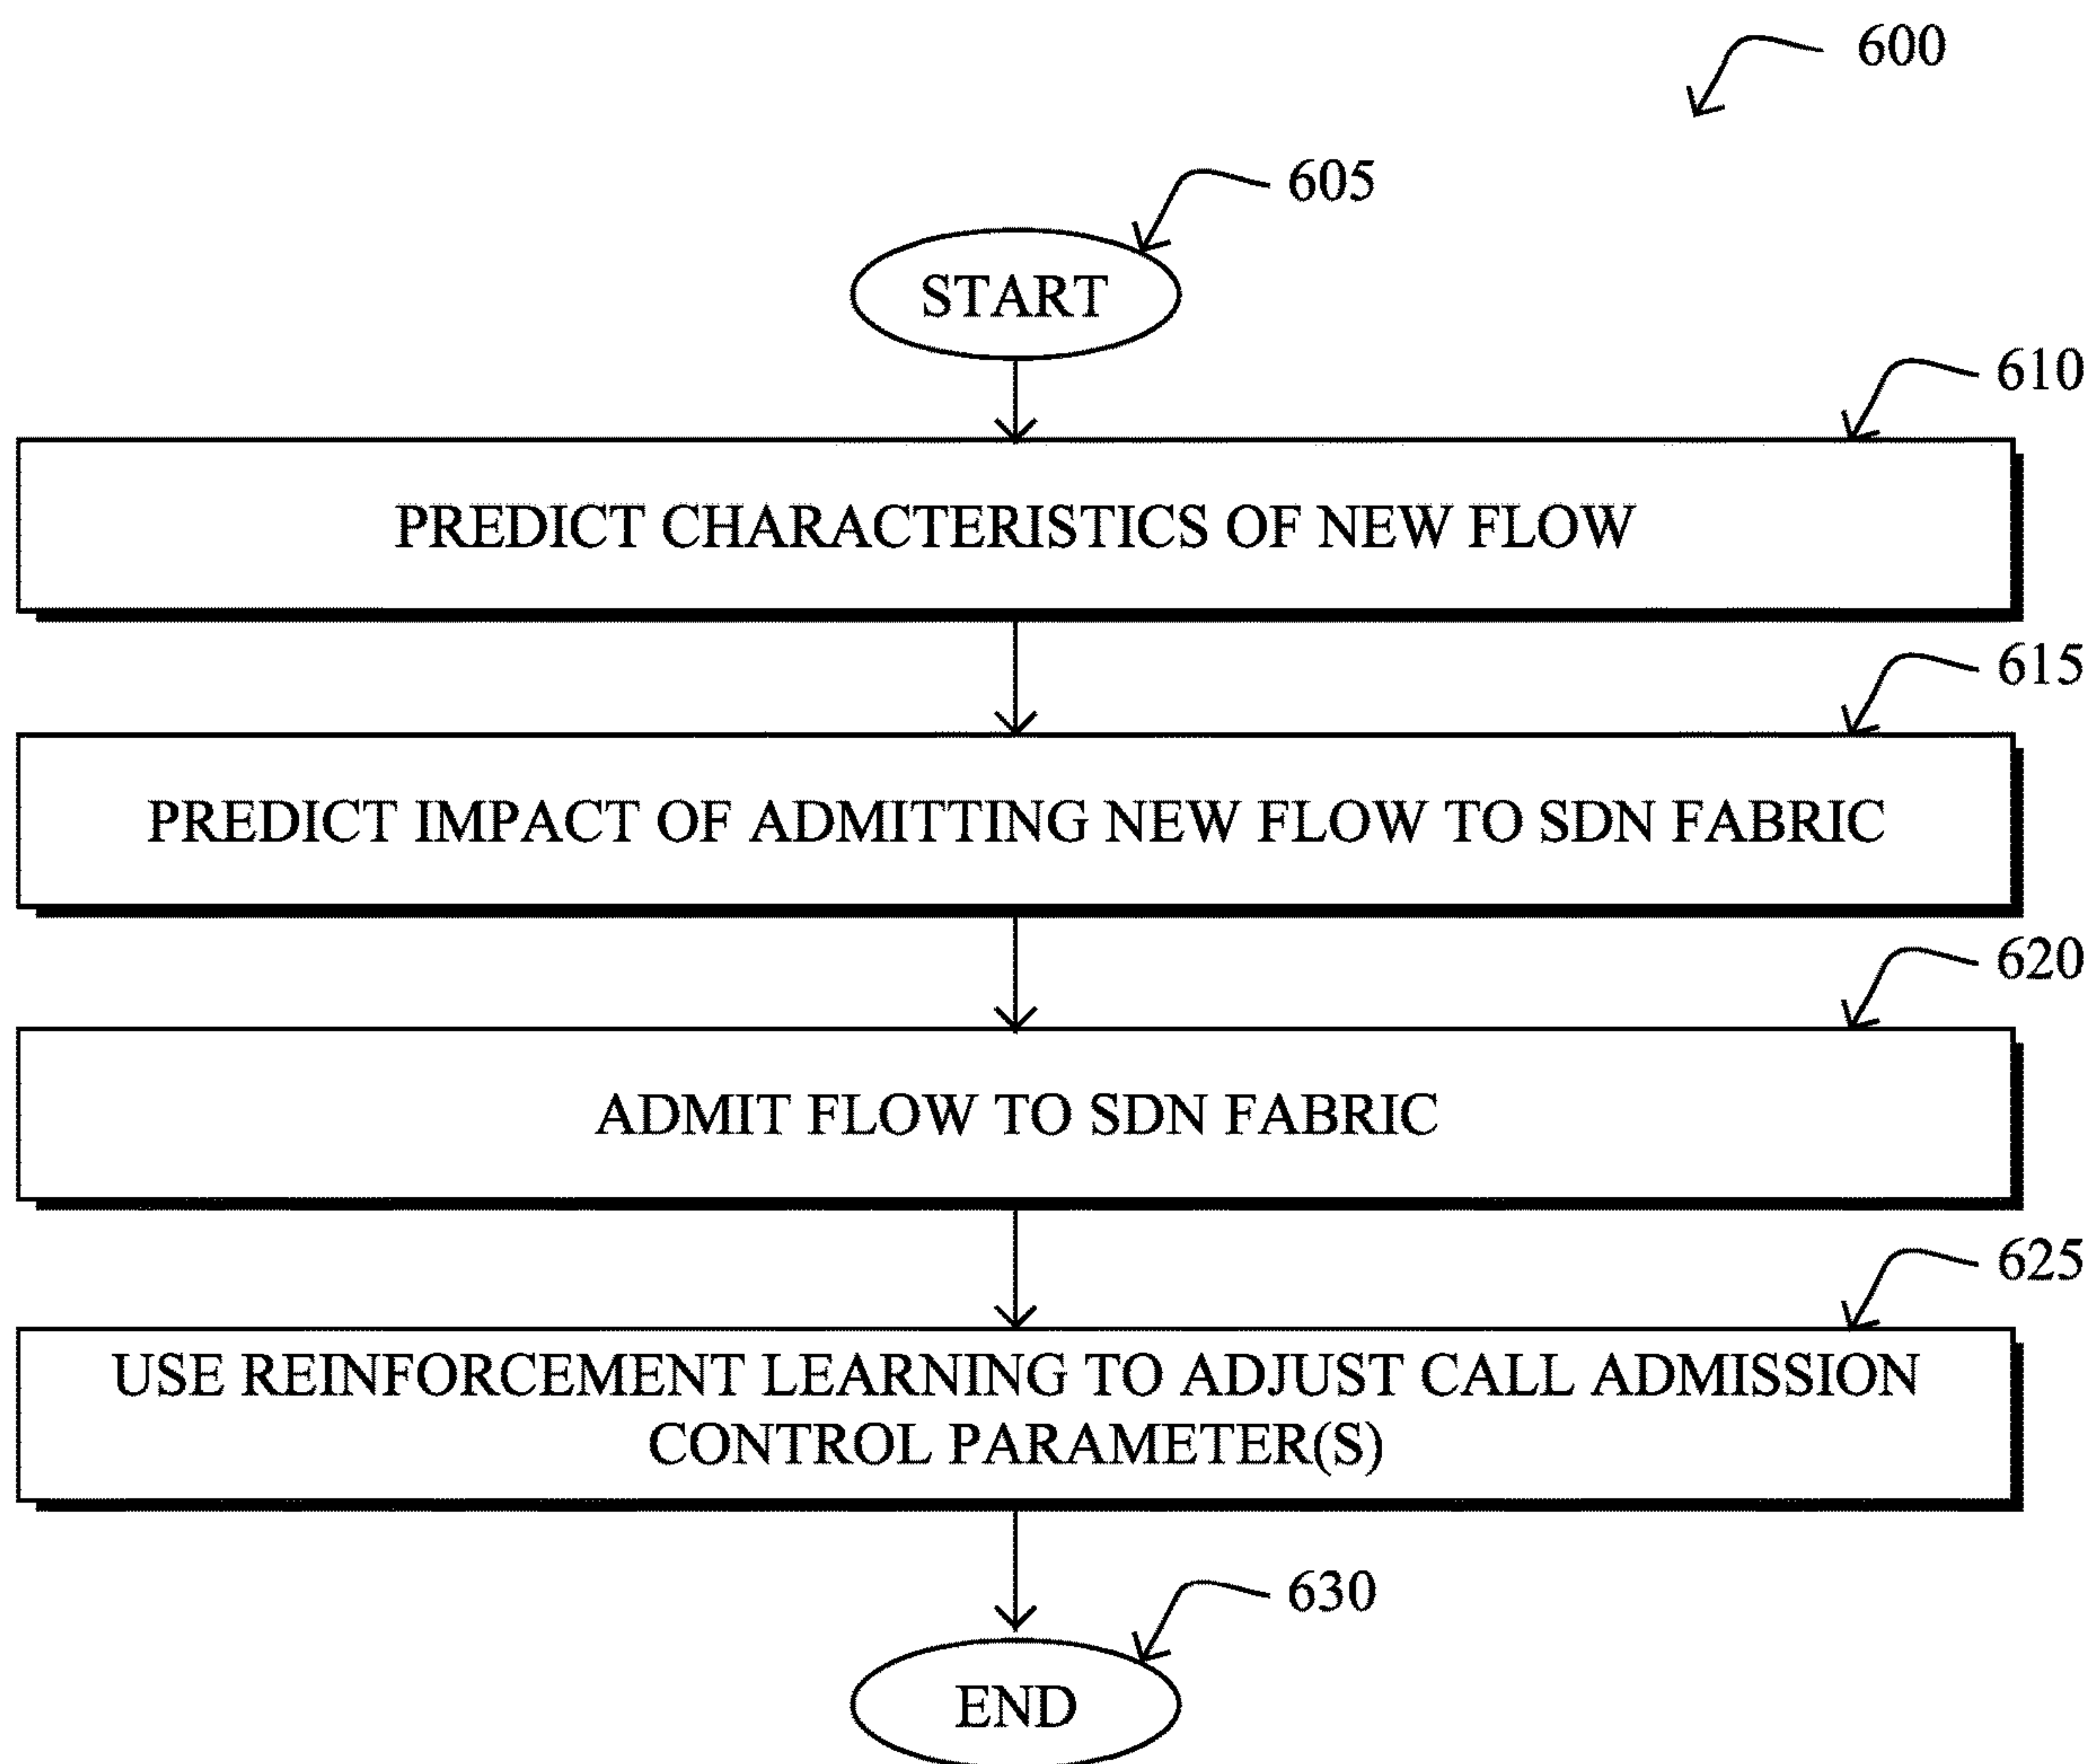 600
605
START
610
PREDICT CHARACTERISTICS OF NEW FLOW
615
PREDICT IMPACT OF ADMITTING NEW FLOW TO SDN FABRIC
620
ADMIT FLOW TO SDN FABRIC
625
USE REINFORCEMENT LEARNING TO ADJUST CALL ADMISSION
CONTROL PARAMETER(S)
630
END